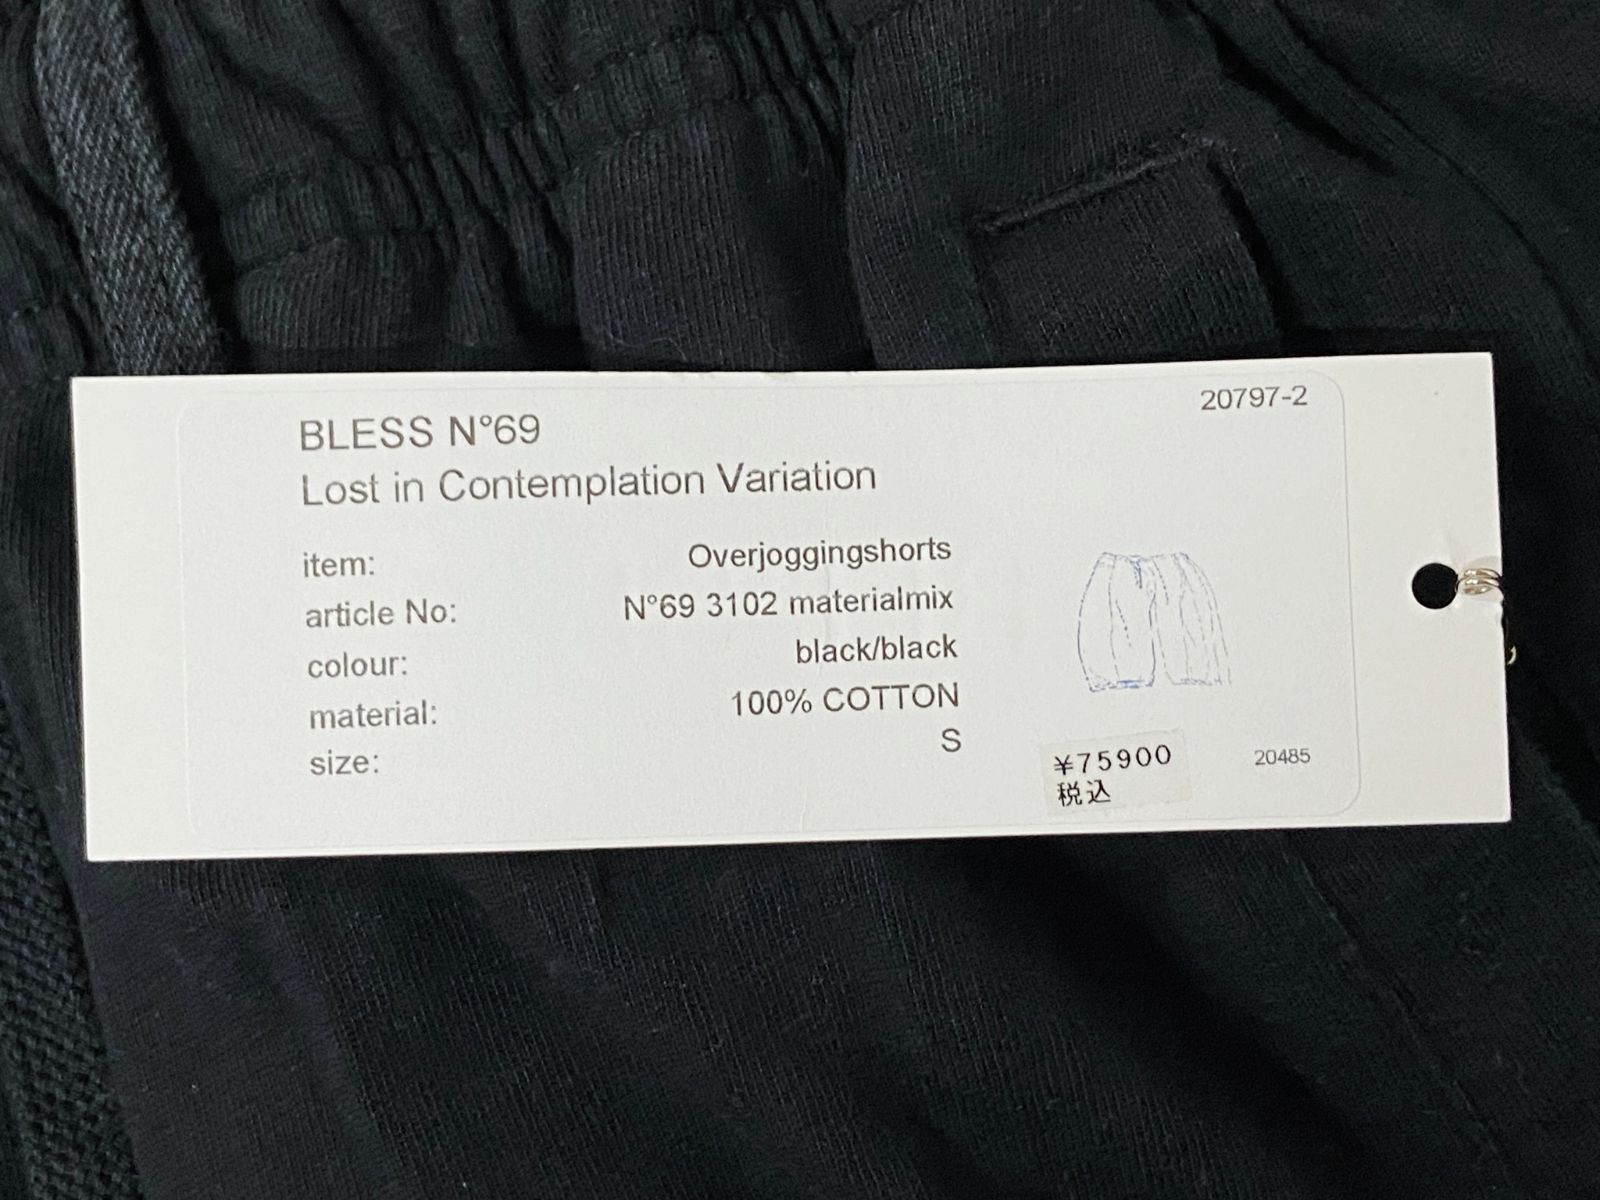 20797-2
BLESS N°69
Lost in Contemplation Variation
item: Overjoggingshorts
article No: N°69 3102 materialmix
colour: black/black
material: 100% COTTON
size: S
¥75900
税込
20485